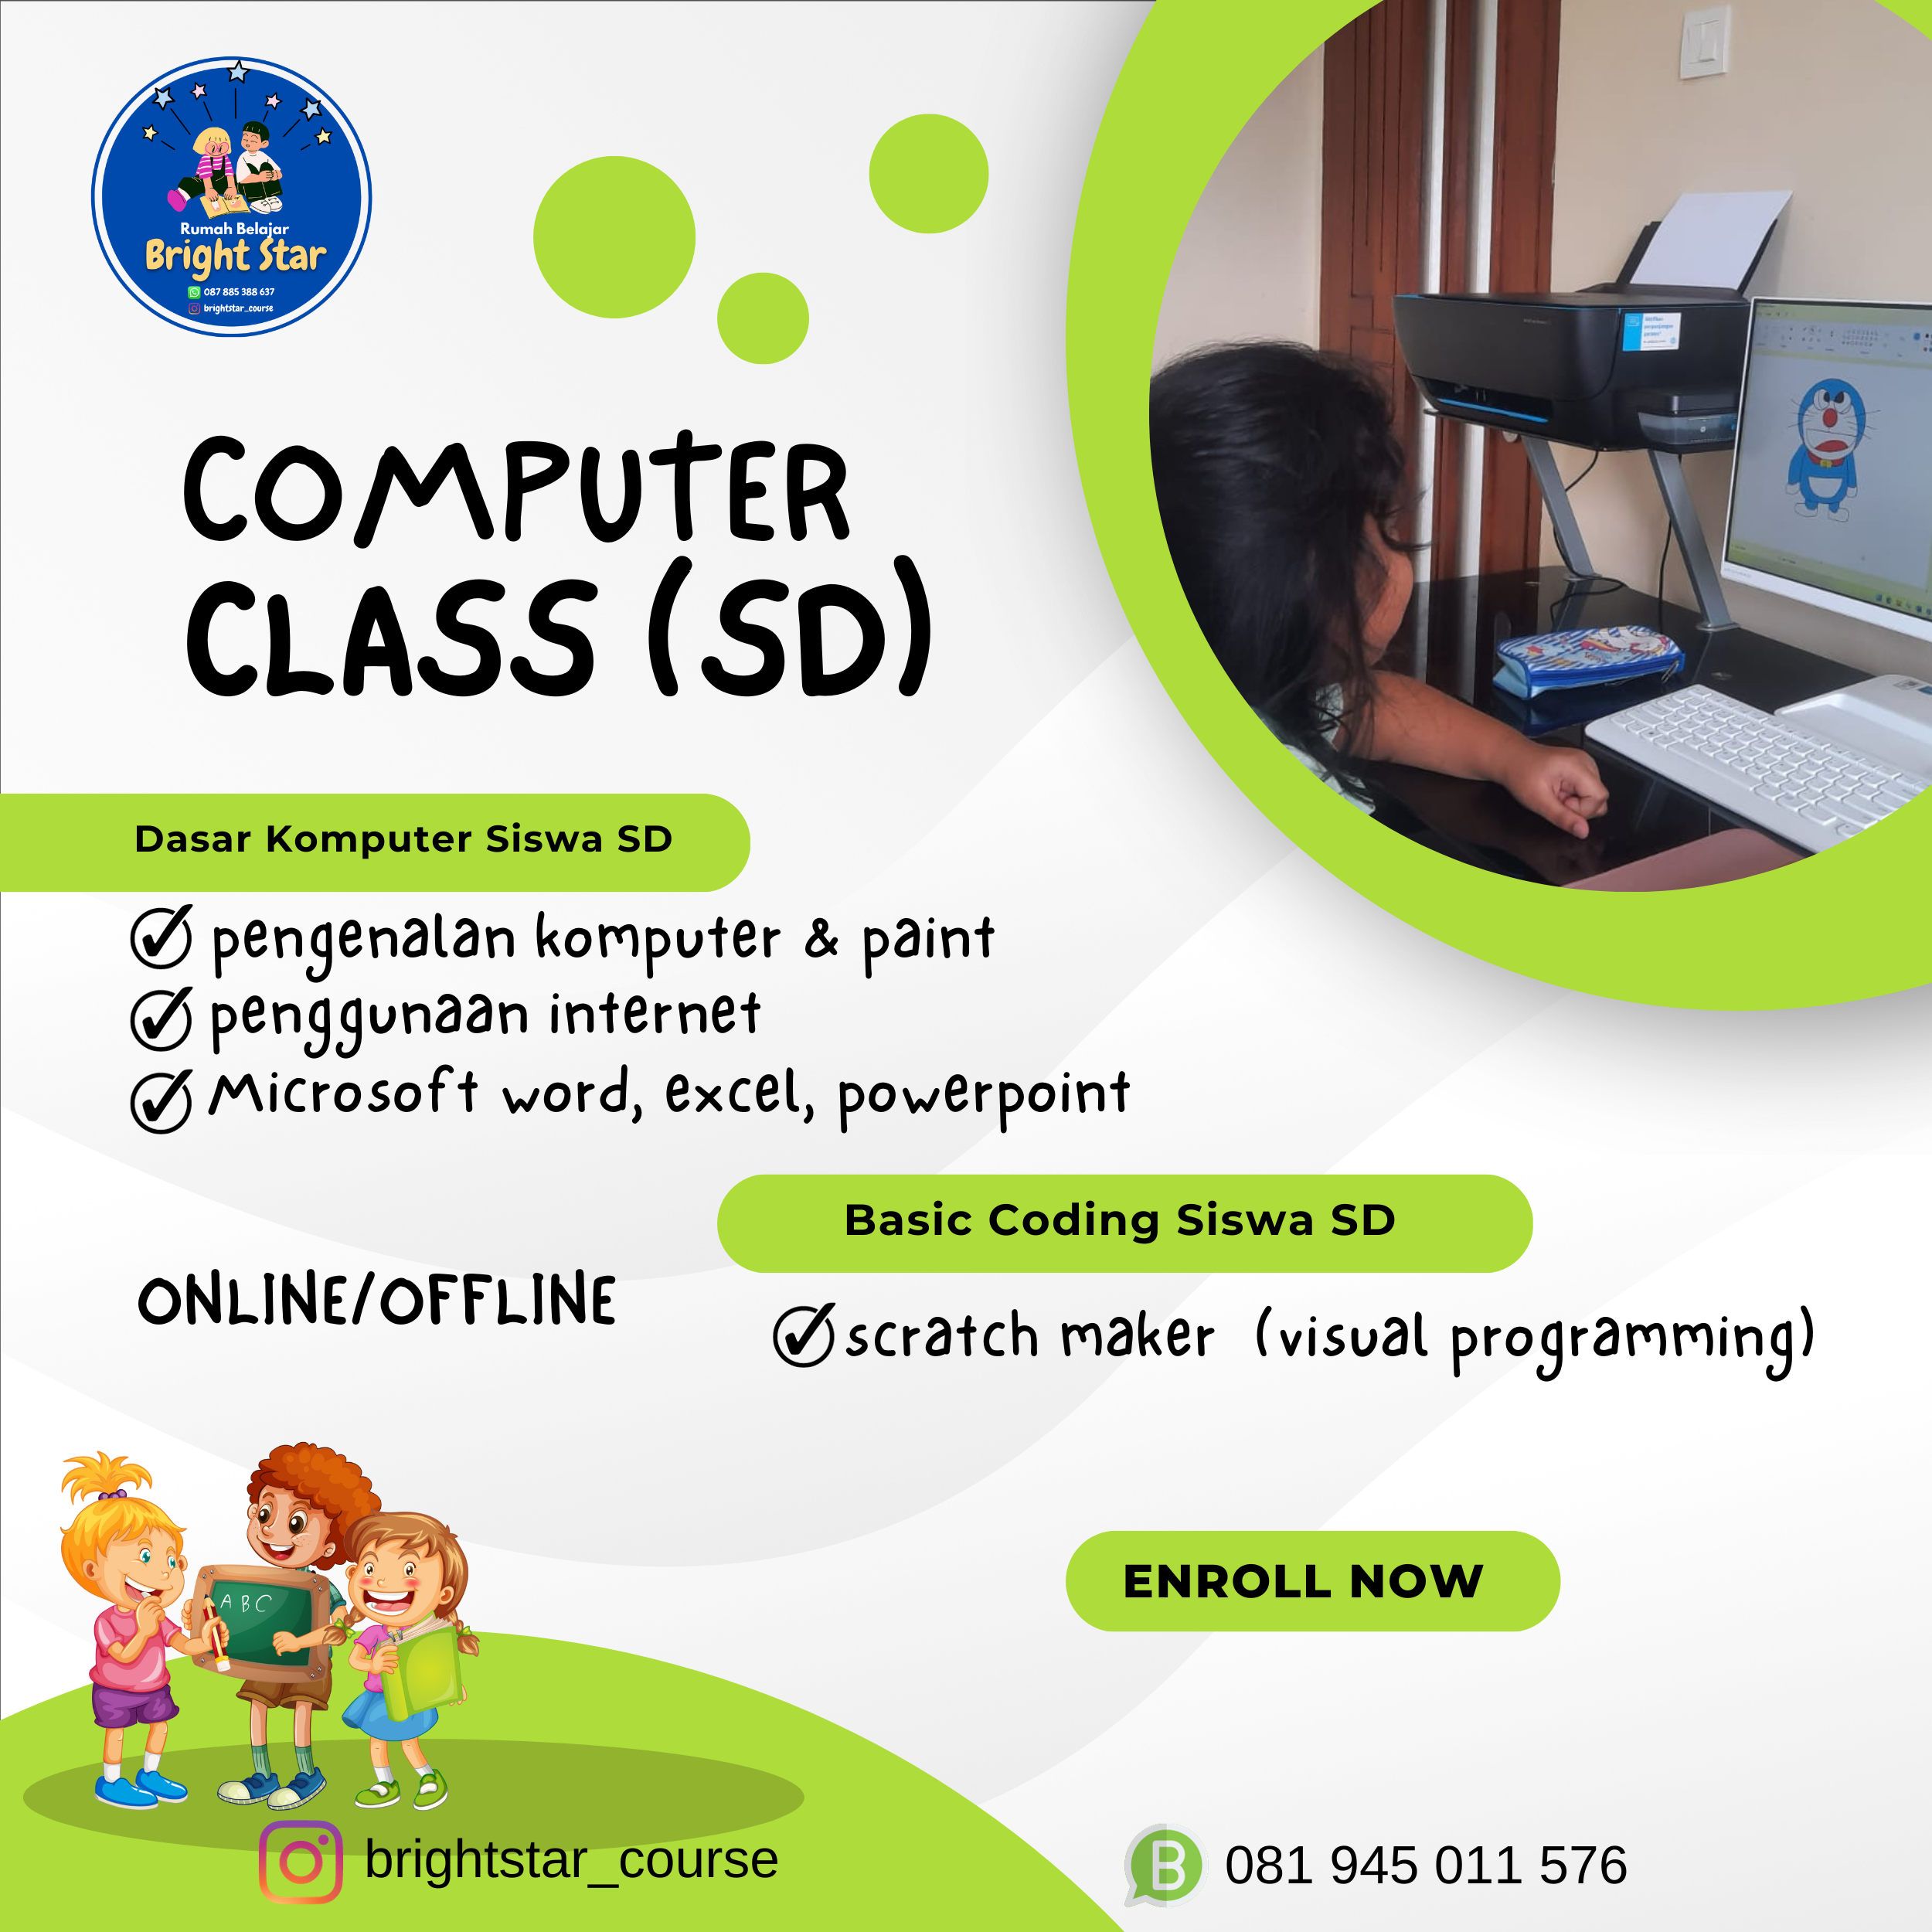 Rumah Belajar
Bright Star
087 885 388 637
brightstar_course
COMPUTER
CLASS (SD)
Dasar Komputer Siswa SD
pengenalan komputer & paint
penggunaan internet
Microsoft word, excel, powerpoint
Basic Coding Siswa SD
ONLINE/OFFLINE
scratch maker (visual programming)
A B C
ENROLL NOW
brightstar_course
B
081 945 011 576